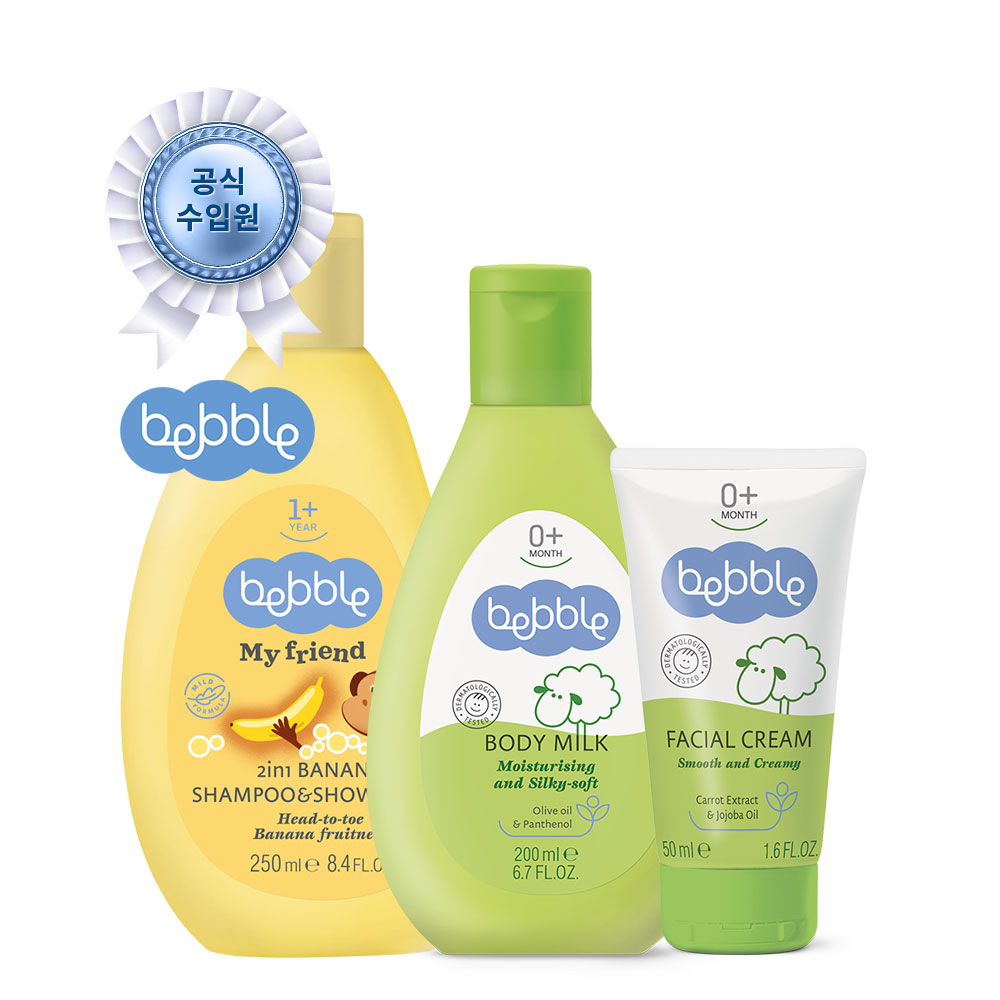 공식
수입원
bebble
1+
YEAR
bebble
My friend
MILD
FORMULA
2in1 BANAN
SHAMPOO&SHOW
Head-to-toe
Banana fruitne
250 ml e 8.4 FL.O
0+
MONTH
bebble
DERMATOLOGICALLY
TESTED
BODY MILK
Moisturising
and Silky-soft
Olive oil
& Panthenol
200 ml e
6.7 FL.OZ.
0+
MONTH
bebble
DERMATOLOGICALLY
TESTED
FACIAL CREAM
Smooth and Creamy
Carrot Extract
& Jojoba Oil
50 ml e 1.6 FL.OZ.